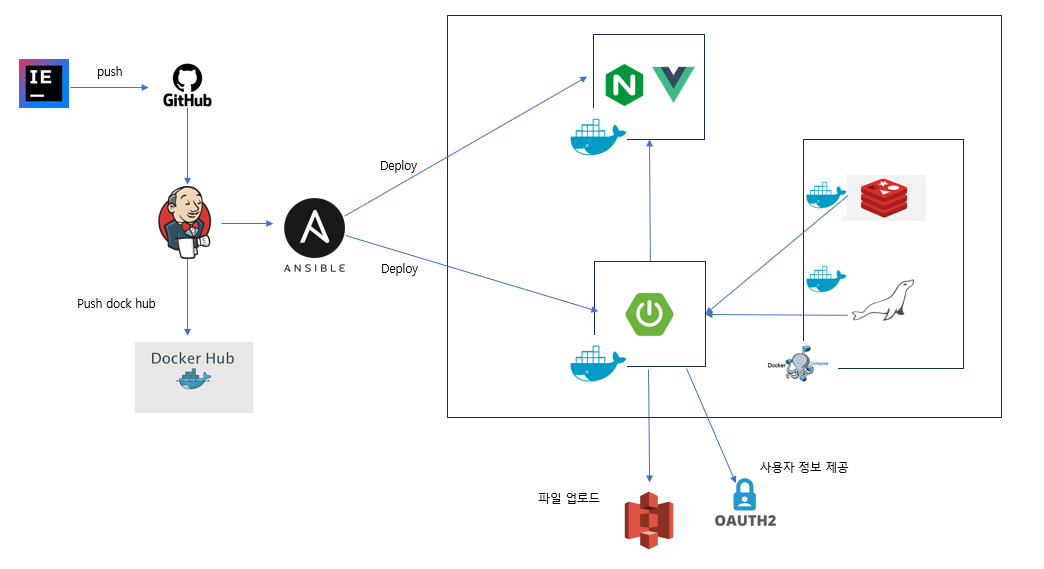 IE
push
GitHub
N
Deploy
A
ANSIBLE
Deploy
Push dock hub
Docker Hub
Docker
Compose
사용자 정보 제공
파일 업로드
OAUTH2